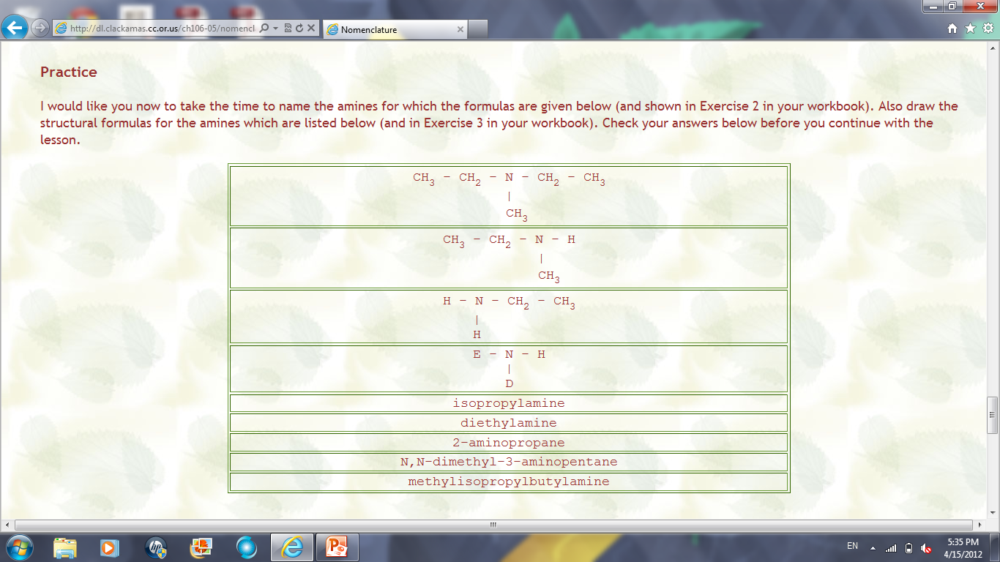 http://dl.clackamas.cc.or.us/ch106-05/nomencl
Nomenclature
Practice
I would like you now to take the time to name the amines for which the formulas are given below (and shown in Exercise 2 in your workbook). Also draw the
structural formulas for the amines which are listed below (and in Exercise 3 in your workbook). Check your answers below before you continue with the
lesson.
CH3 - CH2 - N - CH2 - CH3
|
CH3
CH3 - CH2 - N - H
|
CH3
H - N - CH2 - CH3
|
H
E - N - H
|
D
isopropylamine
diethylamine
2-aminopropane
N,N-dimethyl-3-aminopentane
methylisopropylbutylamine
hp
EN
5:35 PM
4/15/2012